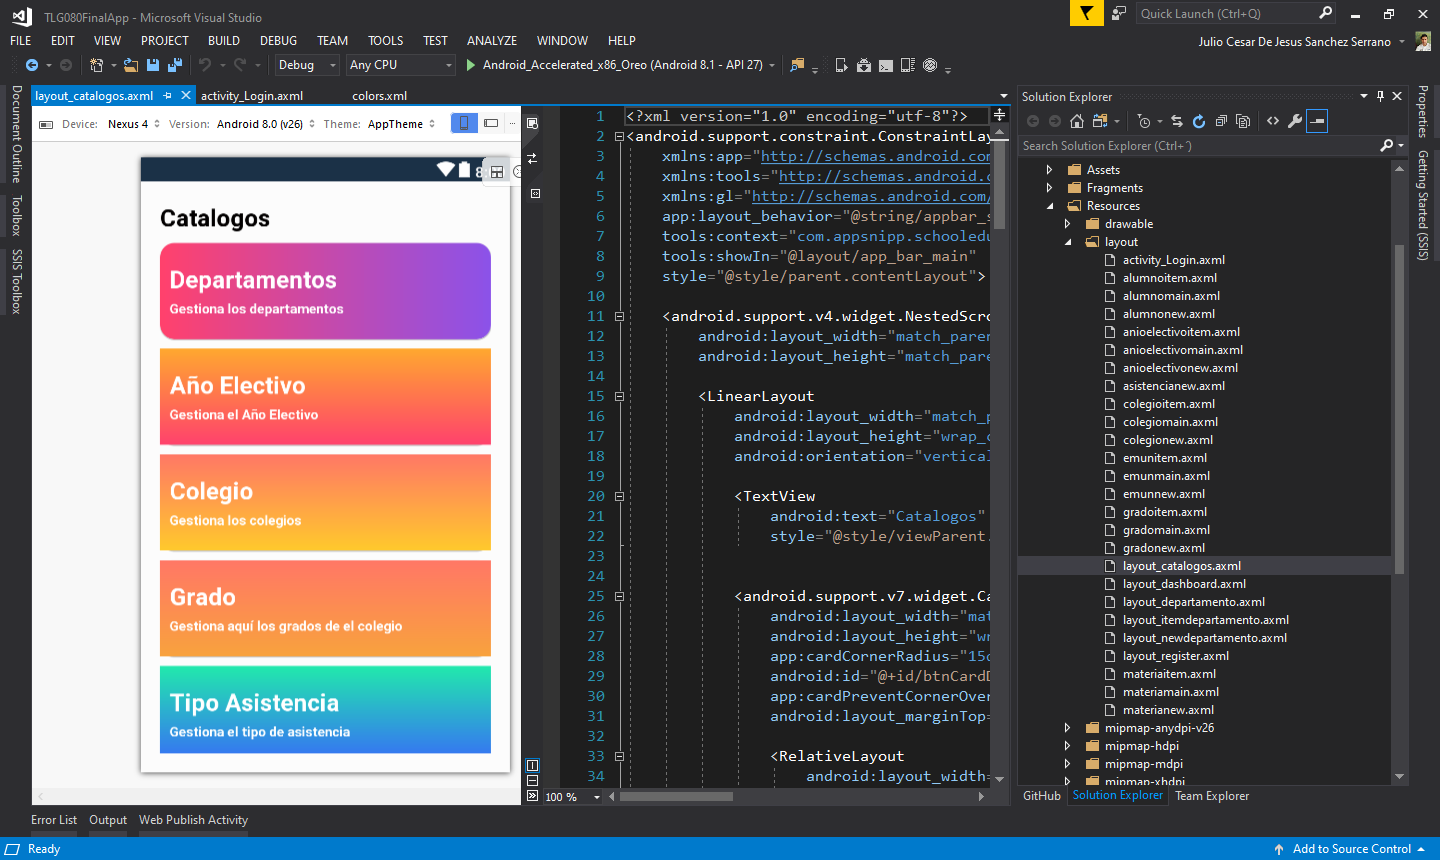 TLG080FinalApp - Microsoft Visual Studio
Quick Launch (Ctrl+Q)
FILE EDIT VIEW PROJECT BUILD DEBUG TEAM TOOLS TEST ANALYZE WINDOW HELP
Julio Cesar De Jesus Sanchez Serrano
Debug Any CPU Android_Accelerated_x86_Oreo (Android 8.1 - API 27)
Document Outline
Toolbox
SSIS Toolbox
layout_catalogos.axml activity_Login.axml colors.xml
Device: Nexus 4 Version: Android 8.0 (v26) Theme: AppTheme
Catalogos
Departamentos
Gestiona los departamentos
Año Electivo
Gestiona el Año Electivo
Colegio
Gestiona los colegios
Grado
Gestiona aquí los grados de el colegio
Tipo Asistencia
Gestiona el tipo de asistencia
1 <?xml version="1.0" encoding="utf-8"?>
2 <android.support.constraint.ConstraintLay
3 xmlns:app="http://schemas.android.com
4 xmlns:tools="http://schemas.android.c
5 xmlns:gl="http://schemas.android.com/
6 app:layout_behavior="@string/appbar_s
7 tools:context="com.appsnipp.schooledu
8 tools:showIn="@layout/app_bar_main"
9 style="@style/parent.contentLayout">
10
11 <android.support.v4.widget.NestedScro
12 android:layout_width="match_paren
13 android:layout_height="match_pare
14
15 <LinearLayout
16 android:layout_width="match_p
17 android:layout_height="wrap_c
18 android:orientation="vertical
19
20 <TextView
21 android:text="Catalogos"
22 style="@style/viewParent.
23
24
25 <android.support.v7.widget.Ca
26 android:layout_width="mat
27 android:layout_height="wr
28 app:cardCornerRadius="15d
29 android:id="@+id/btnCardD
30 app:cardPreventCornerOver
31 android:layout_marginTop=
32
33 <RelativeLayout
34 android:layout_width=
100 %
Solution Explorer
Search Solution Explorer (Ctrl+´)
Assets
Fragments
Resources
drawable
layout
activity_Login.axml
alumnoitem.axml
alumnomain.axml
alumnonew.axml
anioelectivoitem.axml
anioelectivomain.axml
anioelectivonew.axml
asistencianew.axml
colegioitem.axml
colegiomain.axml
colegionew.axml
emunitem.axml
emunmain.axml
emunnew.axml
gradoitem.axml
gradomain.axml
gradonew.axml
layout_catalogos.axml
layout_dashboard.axml
layout_departamento.axml
layout_itemdepartamento.axml
layout_newdepartamento.axml
layout_register.axml
materiaitem.axml
materiamain.axml
materianew.axml
mipmap-anydpi-v26
mipmap-hdpi
mipmap-mdpi
mipmap-xhdpi
GitHub Solution Explorer Team Explorer
Properties
Getting Started (SSIS)
Error List Output Web Publish Activity
Ready
Add to Source Control